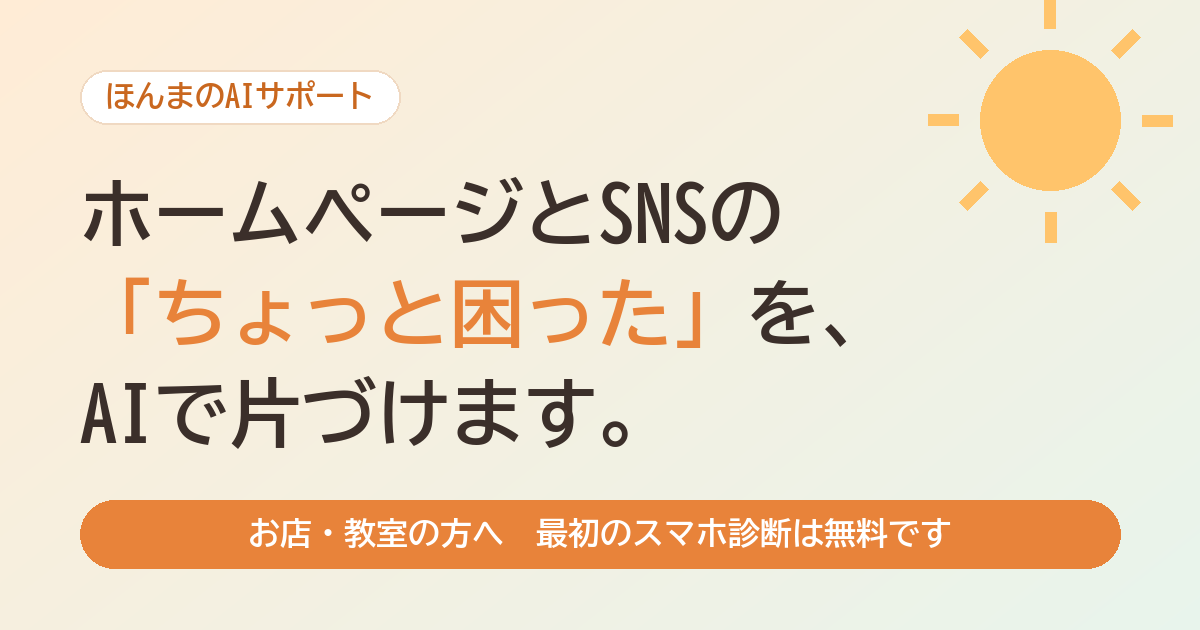 ほんまのAIサポート
ホームページとSNSの
「ちょっと困った」を、
AIで片づけます。
お店・教室の方へ　最初のスマホ診断は無料です